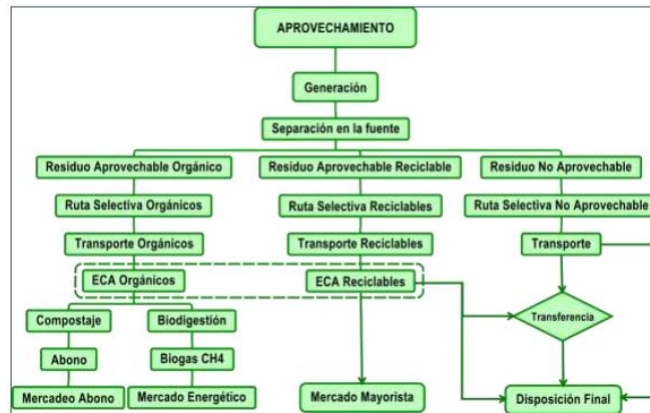 APROVECHAMIENTO
Generación
Separación en la fuente
Residuo Aprovechable Orgánico
Residuo Aprovechable Reciclable
Residuo No Aprovechable
Ruta Selectiva Orgánicos
Ruta Selectiva Reciclables
Ruta Selectiva No Aprovechable
Transporte Orgánicos
Transporte Reciclables
Transporte
ECA Orgánicos
ECA Reciclables
Compostaje
Biodigestión
Transferencia
Abono
Biogas CH4
Mercadeo Abono
Mercado Energético
Mercado Mayorista
Disposición Final